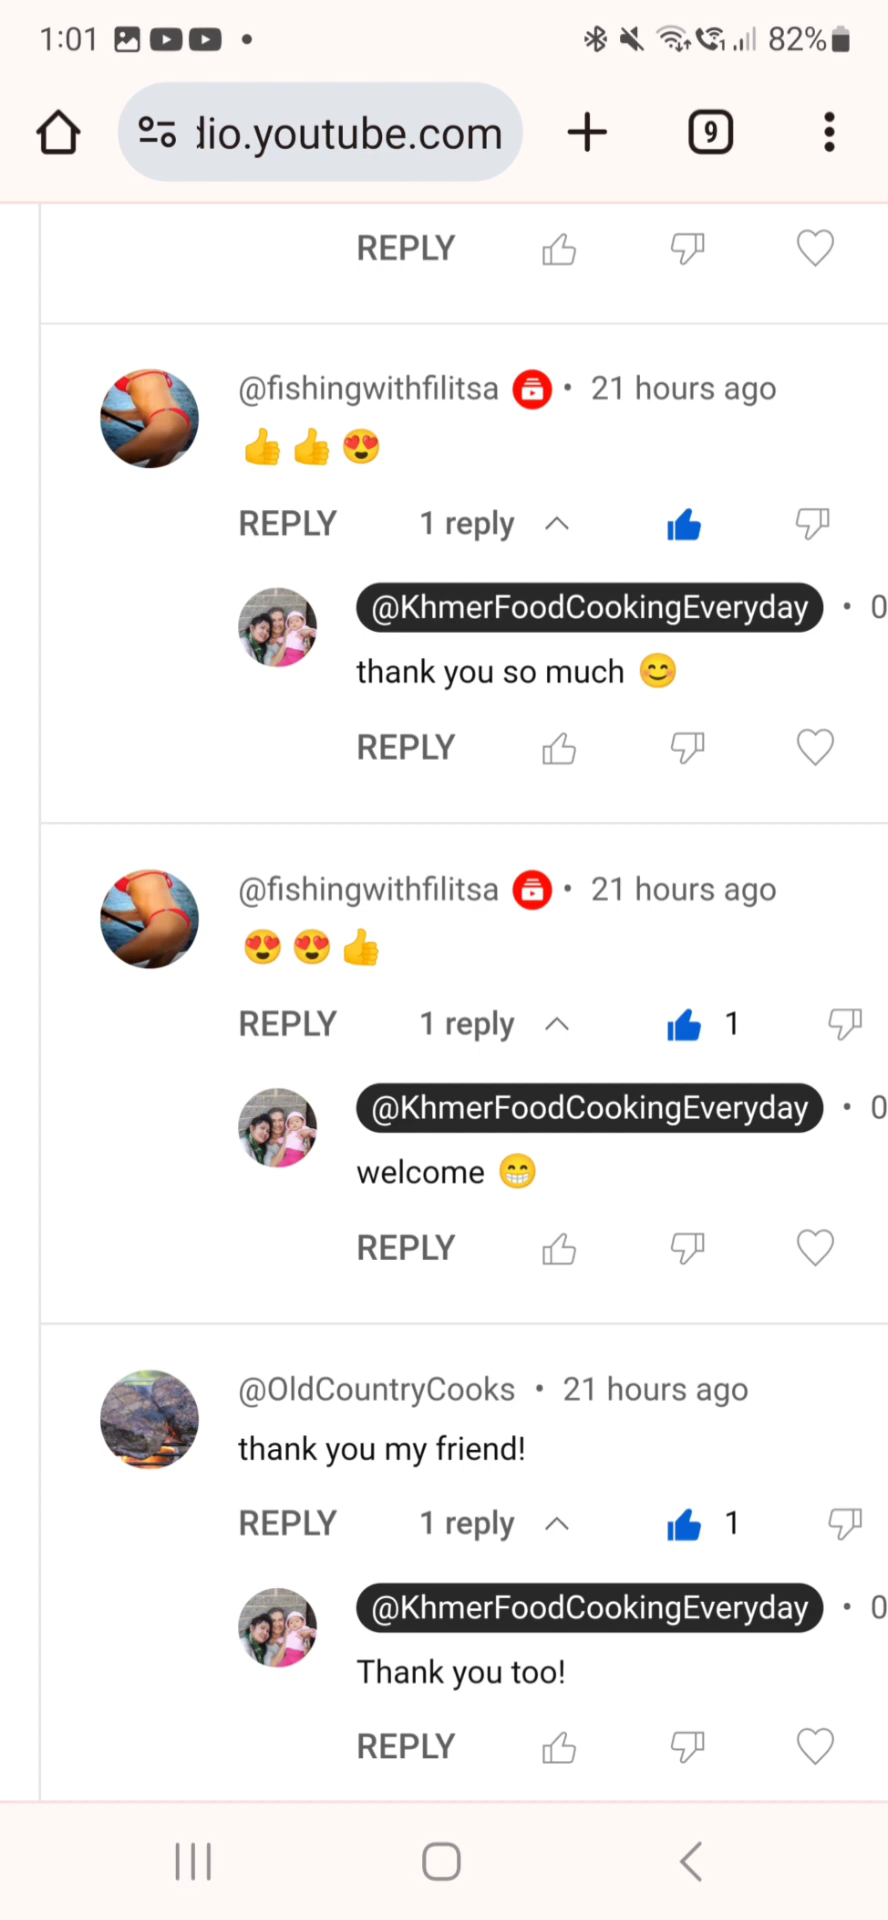 1:01 82%
dio.youtube.com 9
REPLY
@fishingwithfilitsa • 21 hours ago
👍👍😍
REPLY 1 reply
@KhmerFoodCookingEveryday • 0
thank you so much 😊
REPLY
@fishingwithfilitsa • 21 hours ago
😍😍👍
REPLY 1 reply 1
@KhmerFoodCookingEveryday • 0
welcome 😁
REPLY
@OldCountryCooks • 21 hours ago
thank you my friend!
REPLY 1 reply 1
@KhmerFoodCookingEveryday • 0
Thank you too!
REPLY